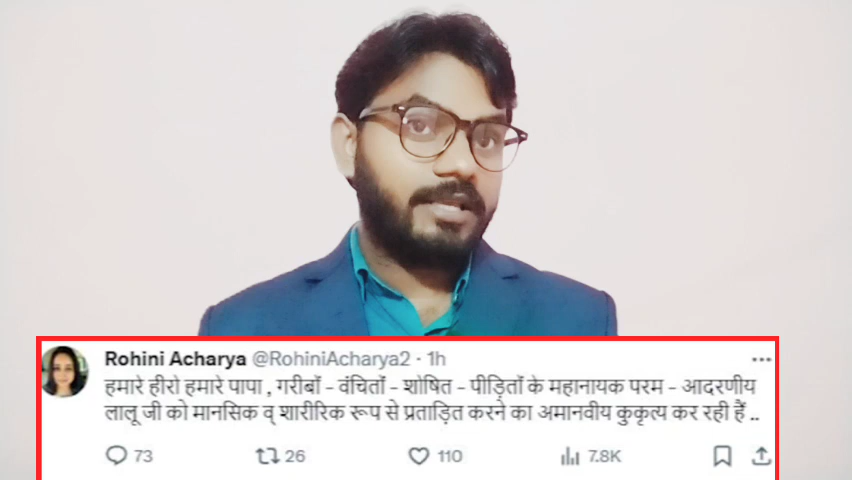 Rohini Acharya @RohiniAcharya2 · 1h
हमारे हीरो हमारे पापा , गरीबों - वंचितों - शोषित - पीड़ितों के महानायक परम - आदरणीय
लालू जी को मानसिक व् शारीरिक रूप से प्रताड़ित करने का अमानवीय कुकृत्य कर रही हैं ..
73 26 110 7.8K